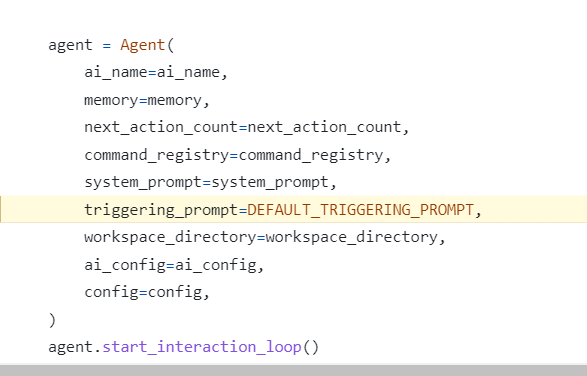 agent = Agent(
    ai_name=ai_name,
    memory=memory,
    next_action_count=next_action_count,
    command_registry=command_registry,
    system_prompt=system_prompt,
    triggering_prompt=DEFAULT_TRIGGERING_PROMPT,
    workspace_directory=workspace_directory,
    ai_config=ai_config,
    config=config,
)
agent.start_interaction_loop()